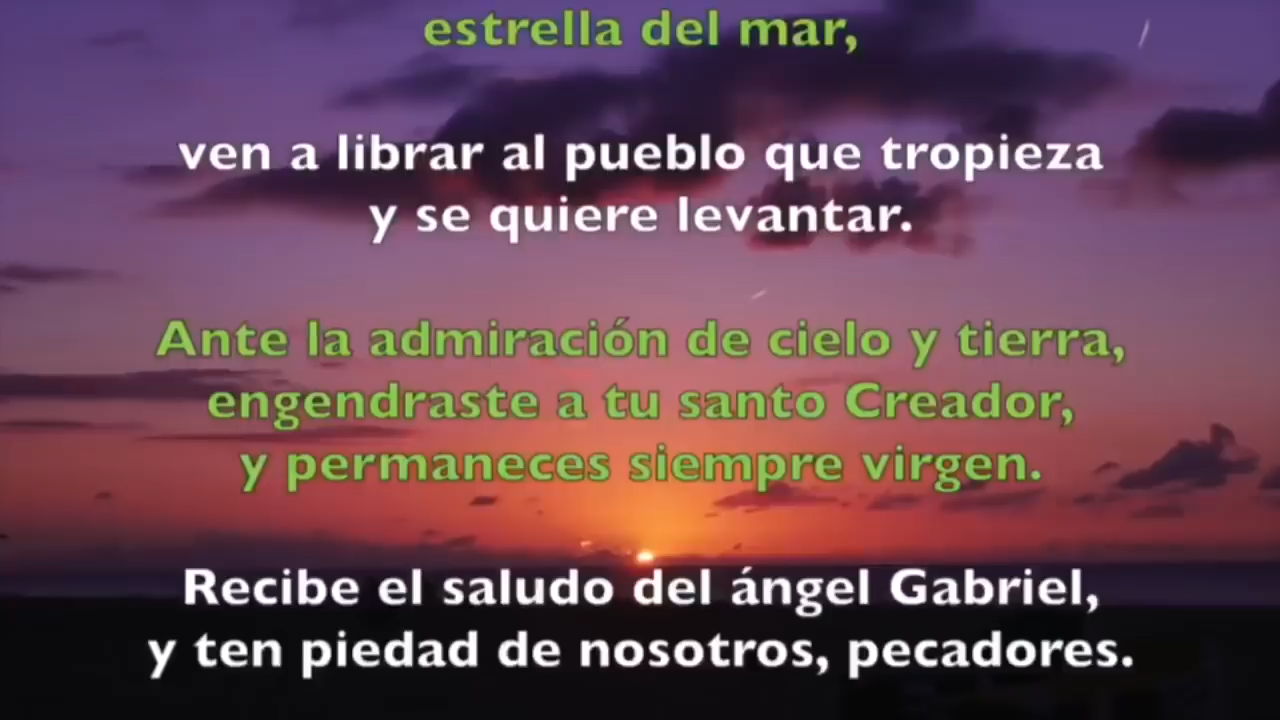 estrella del mar,
ven a librar al pueblo que tropieza
y se quiere levantar.
Ante la admiración de cielo y tierra,
engendraste a tu santo Creador,
y permaneces siempre virgen.
Recibe el saludo del ángel Gabriel,
y ten piedad de nosotros, pecadores.